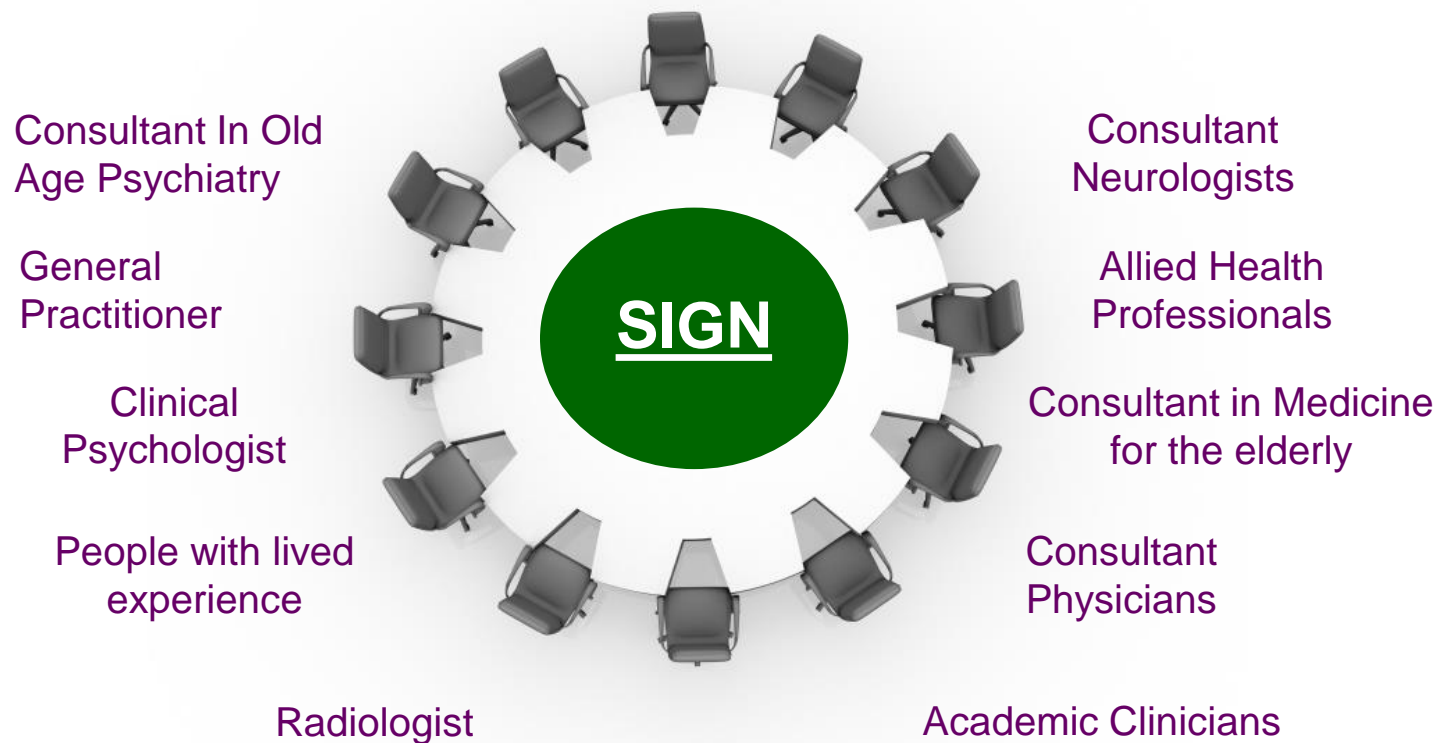 Consultant In Old
Age Psychiatry
General
Practitioner
Clinical
Psychologist
People with lived
experience
Radiologist
SIGN
Consultant
Neurologists
Allied Health
Professionals
Consultant in Medicine
for the elderly
Consultant
Physicians
Academic Clinicians